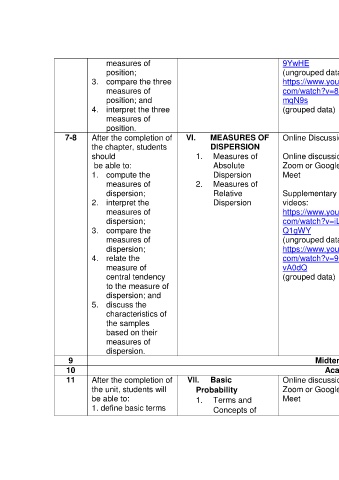 measures of
position;
3. compare the three
measures of
position; and
4. interpret the three
measures of
position.
9YwHE
(ungrouped data
https://www.you
com/watch?v=8
mqN9s
(grouped data)
7-8
After the completion of
the chapter, students
should
be able to:
1. compute the
measures of
dispersion;
2. interpret the
measures of
dispersion;
3. compare the
measures of
dispersion;
4. relate the
measure of
central tendency
to the measure of
dispersion; and
5. discuss the
characteristics of
the samples
based on their
measures of
dispersion.
VI. MEASURES OF
DISPERSION
1. Measures of
Absolute
Dispersion
2. Measures of
Relative
Dispersion
Online Discussi
Online discussio
Zoom or Google
Meet
Supplementary
videos:
https://www.you
com/watch?v=iL
Q1gWY
(ungrouped data
https://www.you
com/watch?v=9
vA0dQ
(grouped data)
9
Midter
10
Aca
11
After the completion of
the unit, students will
be able to:
1. define basic terms
VII. Basic
Probability
1. Terms and
Concepts of
Online discussio
Zoom or Google
Meet